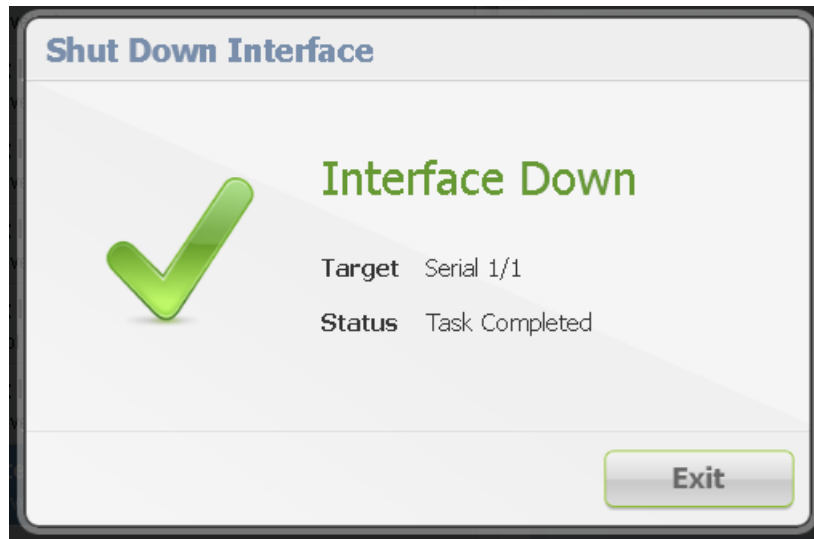 Shut Down Interface
Interface Down
Target Serial 1/1
Status Task Completed
Exit